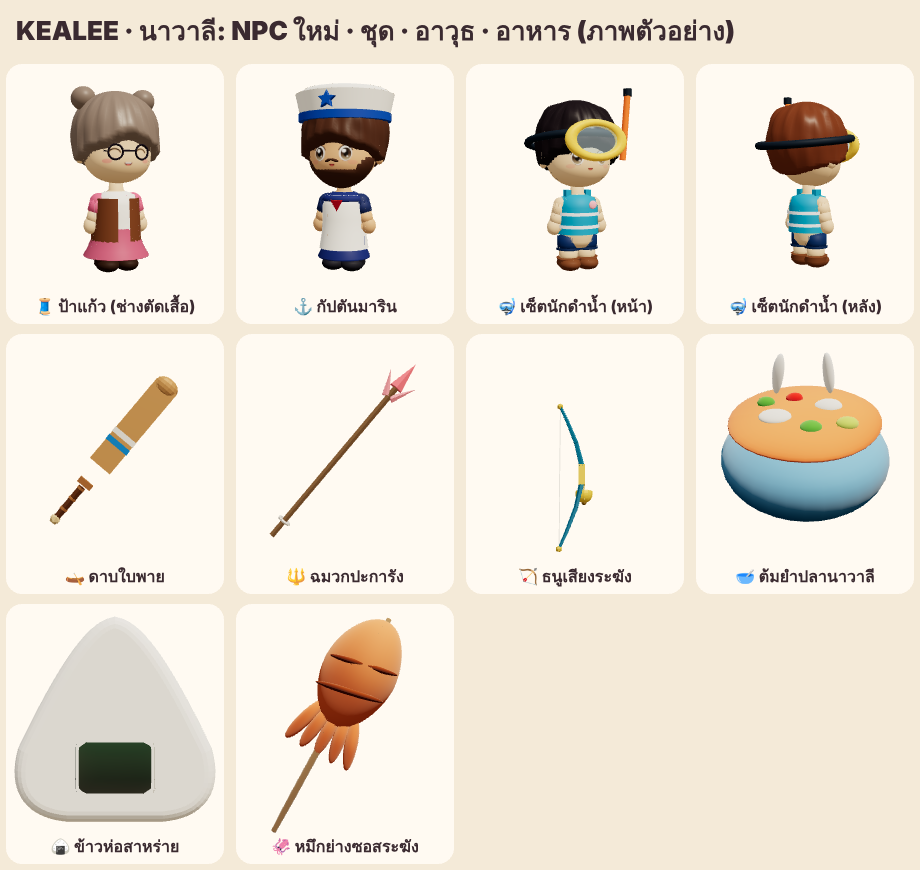 KEALEE · นาวาลี: NPC ใหม่ · ชุด · อาวุธ · อาหาร (ภาพตัวอย่าง)
🧵 ป้าแก้ว (ช่างตัดเสื้อ)
⚓ กัปตันมาริน
🤿 เซ็ตนักดำน้ำ (หน้า)
🤿 เซ็ตนักดำน้ำ (หลัง)
🛶 ดาบใบพาย
🔱 ฉมวกปะการัง
🏹 ธนูเสียงระฆัง
🥣 ต้มยำปลานาวาลี
🍙 ข้าวห่อสาหร่าย
🦑 หมึกย่างซอสระฆัง